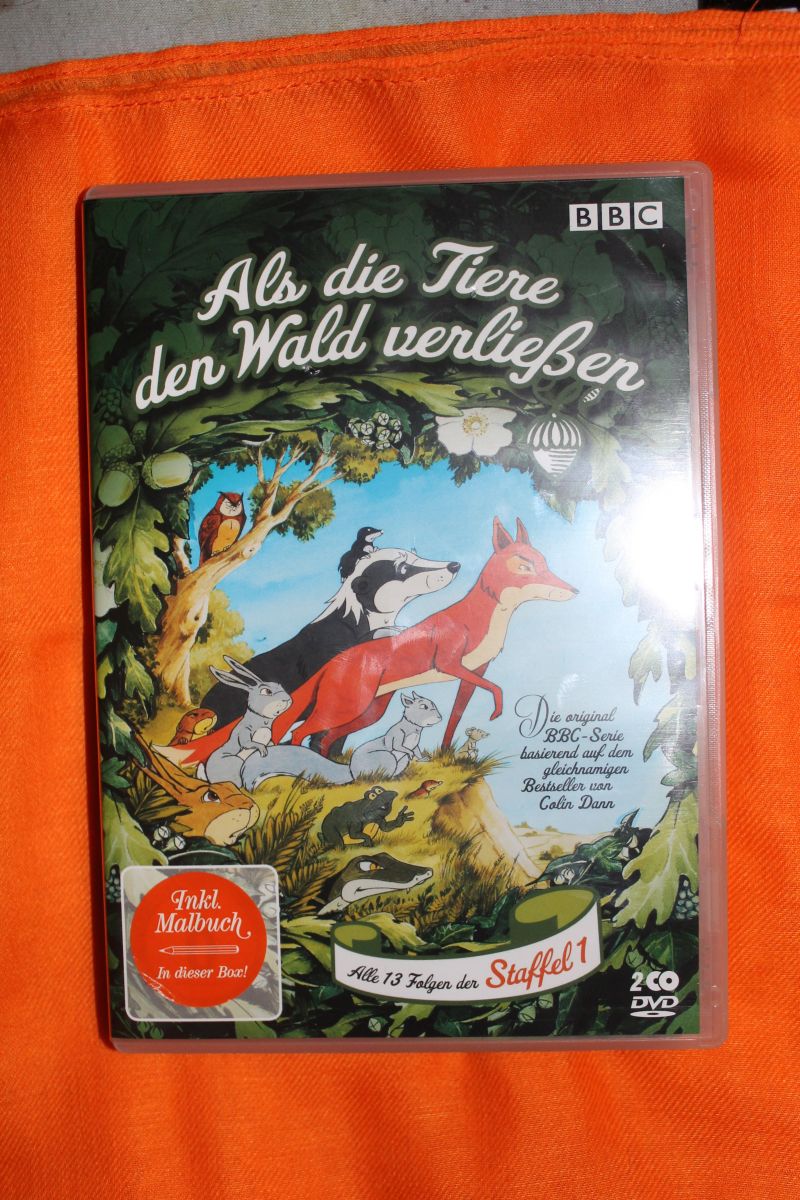 BBC
Als die Tiere
den Wald verließen
Die original
BBC-Serie
basierend auf dem
gleichnamigen
Bestseller von
Colin Dann
Inkl.
Malbuch
In dieser Box!
Alle 13 Folgen der Staffel 1
2
DVD